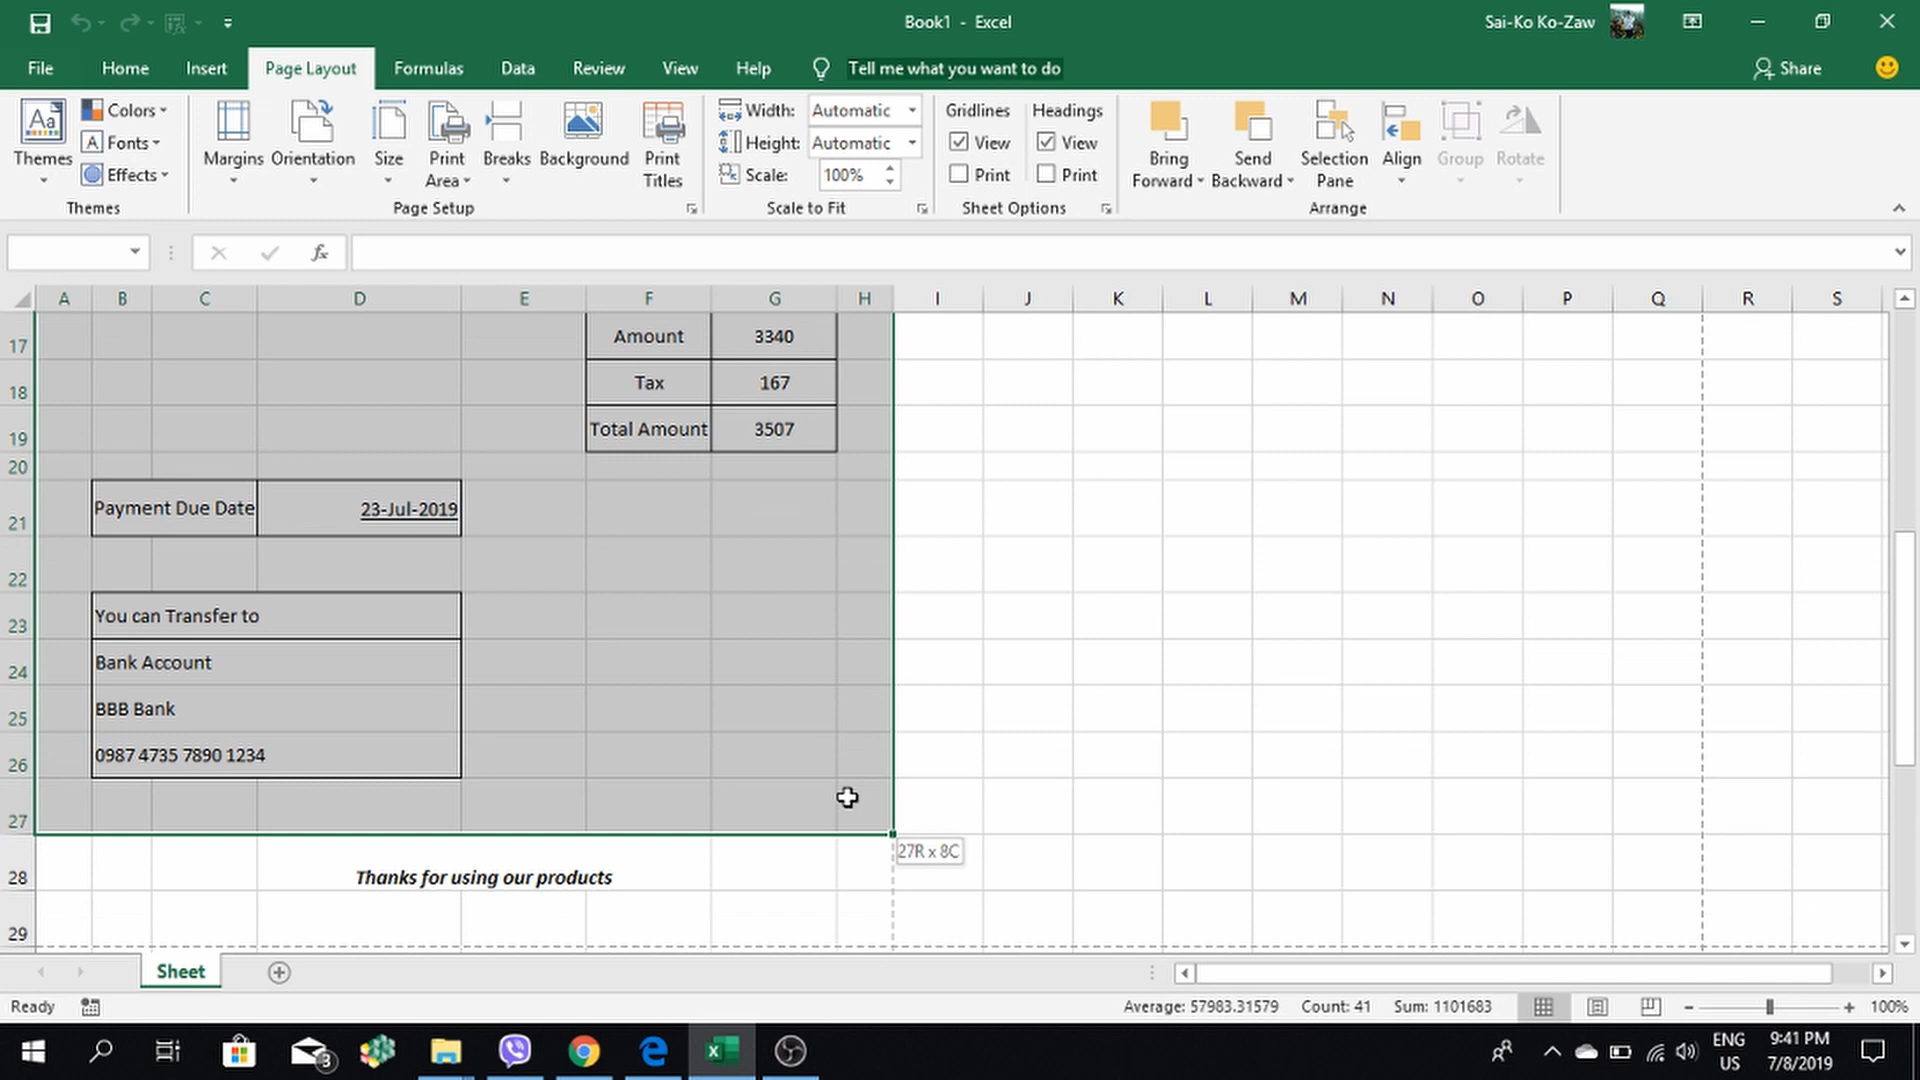 Book1 - Excel
Sai-Ko Ko-Zaw
File Home Insert Page Layout Formulas Data Review View Help Tell me what you want to do Share
Aa Themes
Colors
A Fonts
Effects
Themes
Margins Orientation Size Print Area Breaks Background Print Titles
Page Setup
Width: Automatic
Height: Automatic
Scale: 100%
Scale to Fit
Gridlines Headings
View View
Print Print
Sheet Options
Bring Forward Send Backward Selection Pane Align Group Rotate
Arrange
fx
A B C D E F G H I J K L M N O P Q R S
17 Amount 3340
18 Tax 167
19 Total Amount 3507
20
21 Payment Due Date 23-Jul-2019
22
23 You can Transfer to
24 Bank Account
25 BBB Bank
26 0987 4735 7890 1234
27
27R x 8C
28 Thanks for using our products
29
Sheet
Ready Average: 57983.31579 Count: 41 Sum: 1101683 100%
3
ENG US
9:41 PM
7/8/2019